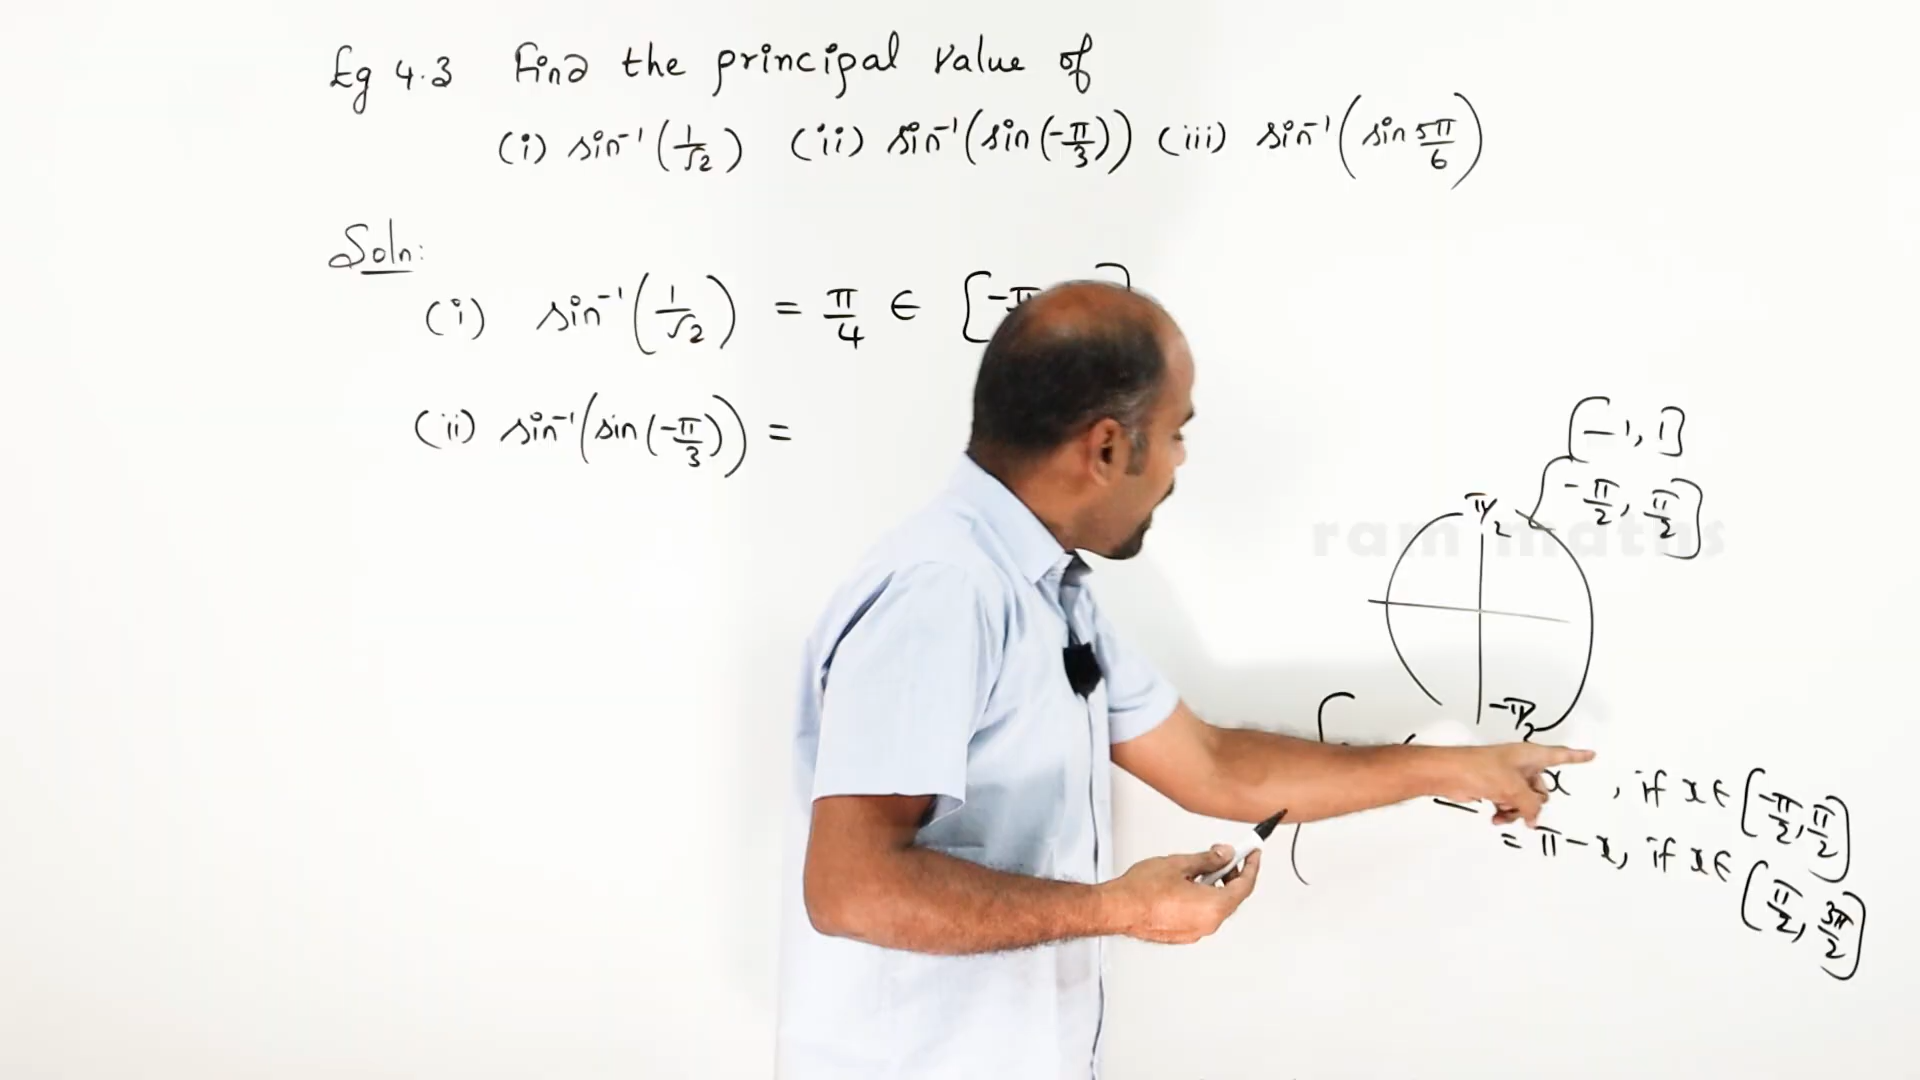 Eg 4.3 Find the principal value of
(i) sin⁻¹(1/√2) (ii) sin⁻¹(sin(-π/3)) (iii) sin⁻¹(sin 5π/6)
Soln:
(i) sin⁻¹(1/√2) = π/4 ∈ [-π
(ii) sin⁻¹(sin(-π/3)) =
[-1, 1]
[-π/2, π/2]
π/2
ram maths
-π/2
x, if x ∈ [-π/2, π/2]
= π - x, if x ∈ [π/2, 3π/2]